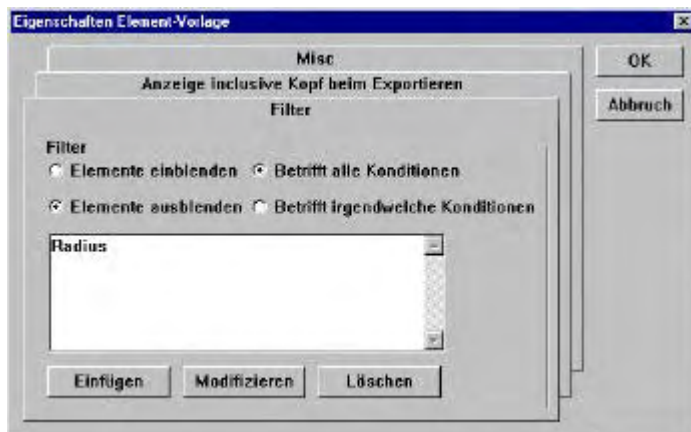 Eigenschaften Element-Vorlage
Misc
OK
Anzeige inclusive Kopf beim Exportieren
Abbruch
Filter
Filter
Elemente einblenden Betrifft alle Konditionen
Elemente ausblenden Betrifft irgendwelche Konditionen
Radius
Einfügen Modifizieren Löschen